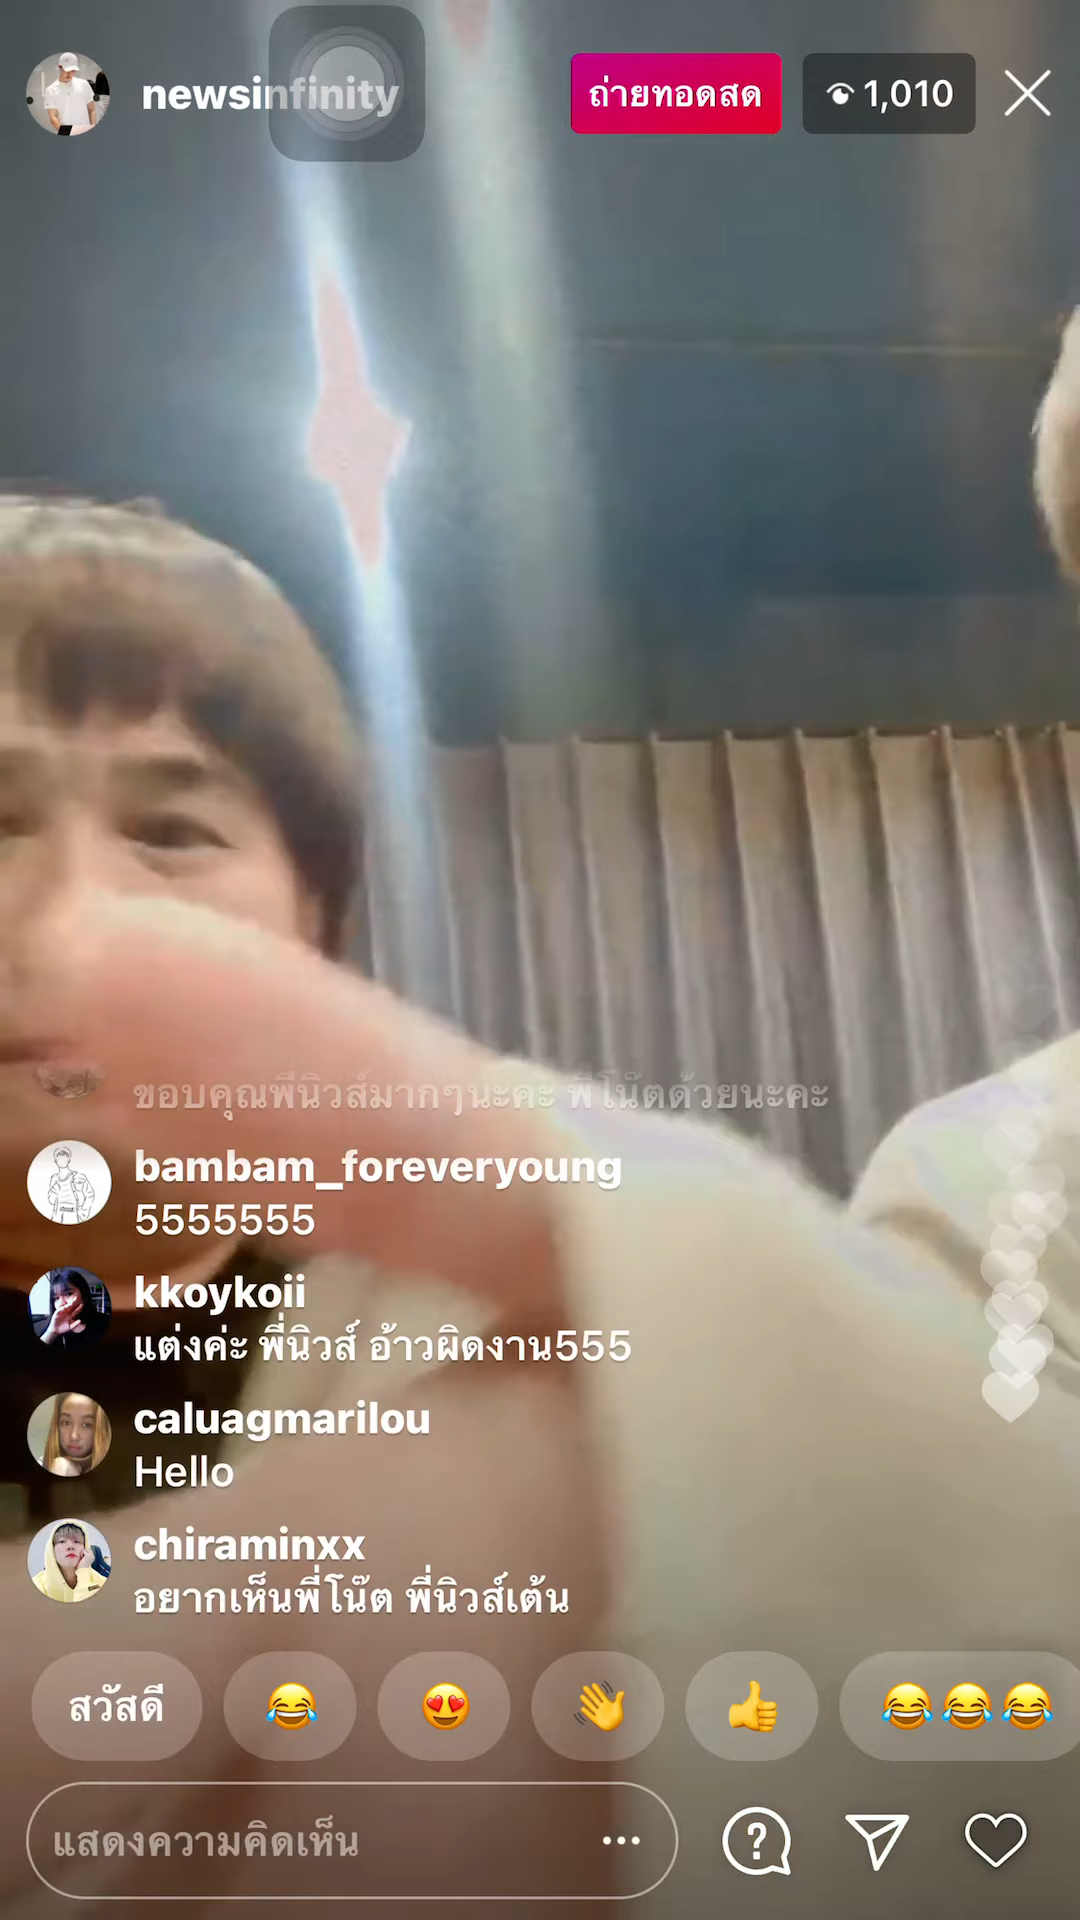 newsinfinity
ถ่ายทอดสด
1,010
ขอบคุณพี่นิวส์มากๆนะคะ พี่โน๊ตด้วยนะคะ
bambam_foreveryoung
5555555
kkoykoii
แต่งค่ะ พี่นิวส์ อ้าวผิดงาน555
caluagmarilou
Hello
chiraminxx
อยากเห็นพี่โน๊ต พี่นิวส์เต้น
สวัสดี
แสดงความคิดเห็น